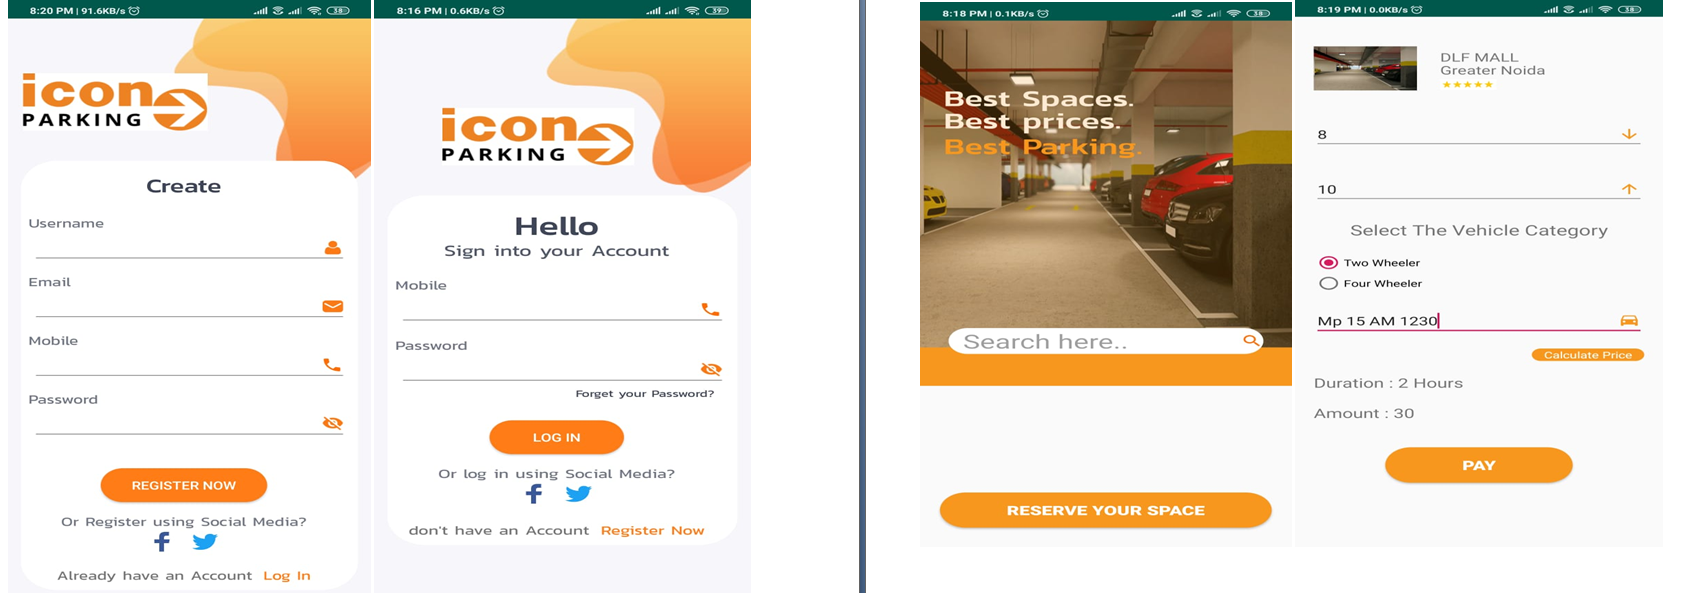 8:20 PM | 91.6KB/s
58
icon
PARKING
Create
Username
Email
Mobile
Password
REGISTER NOW
Or Register using Social Media?
Already have an Account Log In
8:16 PM | 0.6KB/s
icon
PARKING
Hello
Sign into your Account
Mobile
Password
Forget your Password?
LOG IN
Or log in using Social Media?
don't have an Account Register Now
8:18 PM | 0.1KB/s
58
Best Spaces.
Best prices.
Best Parking.
Search here..
RESERVE YOUR SPACE
8:19 PM | 0.0KB/s
58
DLF MALL
Greater Noida
8
10
Select The Vehicle Category
Two Wheeler
Four Wheeler
Mp 15 AM 1230
Calculate Price
Duration : 2 Hours
Amount : 30
PAY